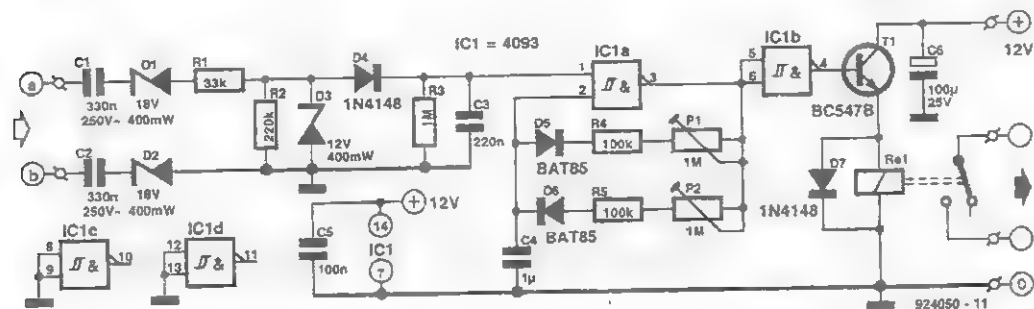 IC1 = 4093
a
C1
330n
250V~
D1
18V
400mW
R1
33k
R2
220k
D3
12V
400mW
D4
1N4148
R3
1M
C3
220n
b
C2
330n
250V~
D2
18V
400mW
IC1a
1
2
3
&
IC1b
5
6
4
&
T1
BC547B
C6
100µ
25V
+
12V
D5
BAT85
R4
100k
P1
1M
D6
BAT85
R5
100k
P2
1M
C4
1µ
D7
1N4148
Re1
IC1c
8
9
10
&
IC1d
12
13
11
&
C5
100n
+
12V
14
IC1
7
0
924050 - 11